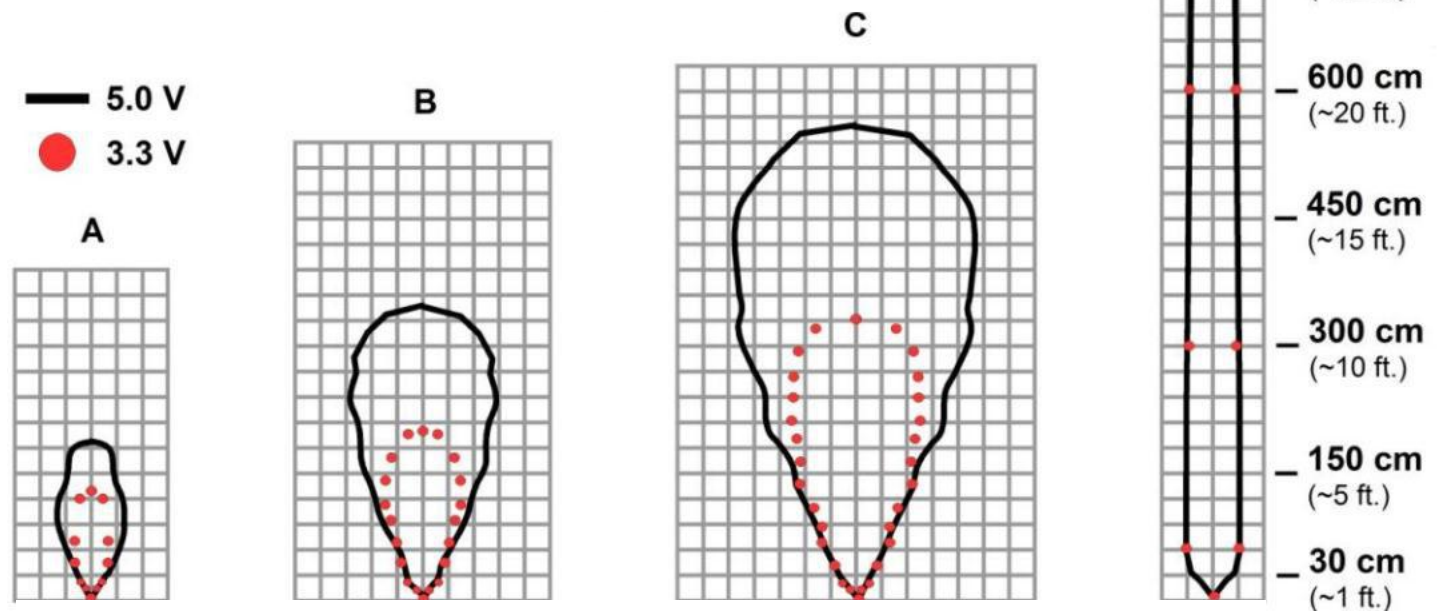 5.0 V
3.3 V
A
B
C
600 cm
(~20 ft.)
450 cm
(~15 ft.)
300 cm
(~10 ft.)
150 cm
(~5 ft.)
30 cm
(~1 ft.)